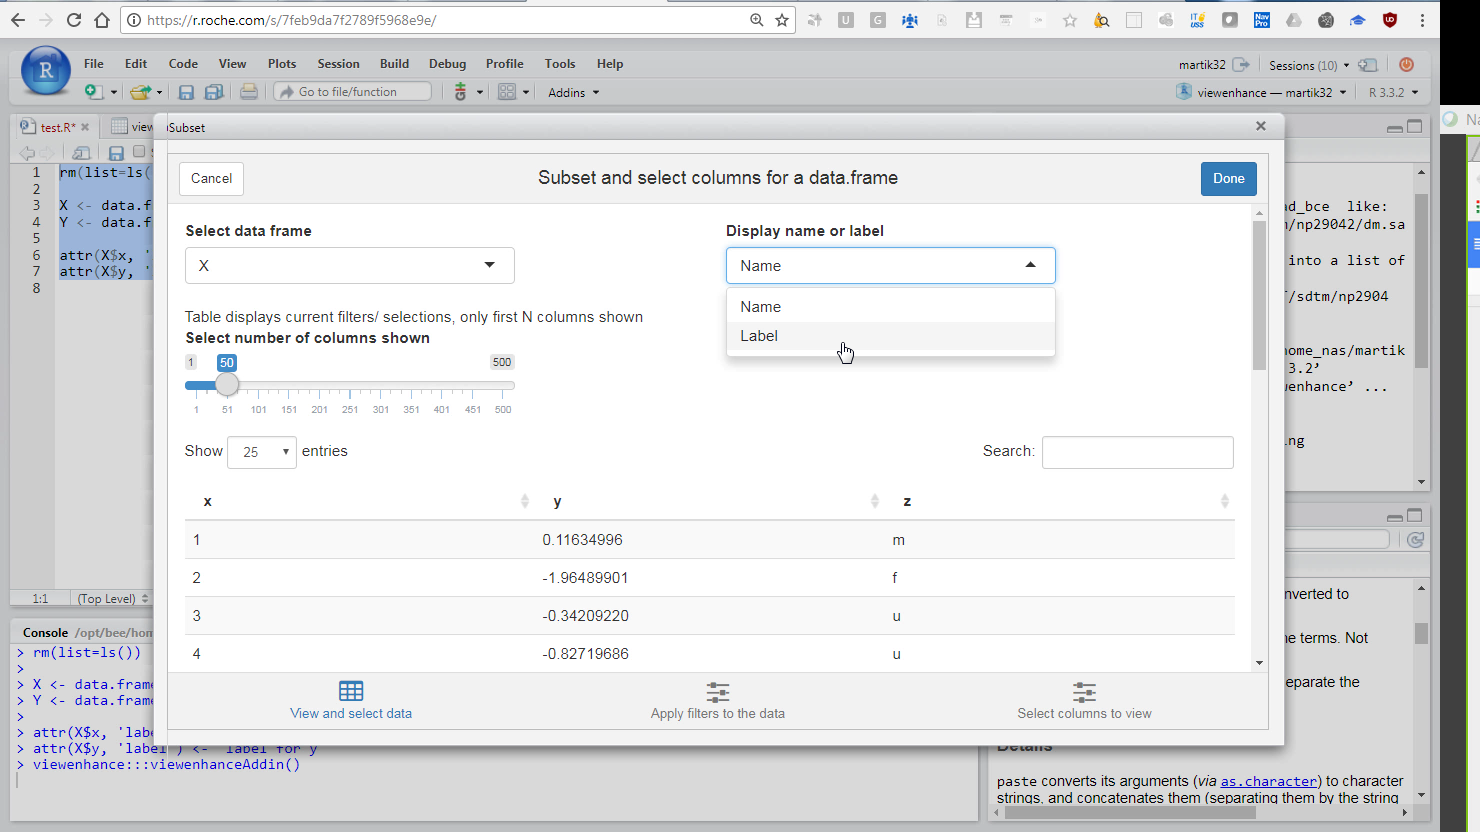 https://r.roche.com/s/7feb9da7f2789f5968e9e/
File Edit Code View Plots Session Build Debug Profile Tools Help
martik32 Sessions (10)
Go to file/function Addins
viewenhance — martik32 R 3.3.2
test.R*
Subset
1 rm(list=ls(
2
3 X <- data.f
4 Y <- data.f
5
6 attr(X$x, '
7 attr(X$y, '
8
1:1 (Top Level)
Cancel
Subset and select columns for a data.frame
Done
Select data frame
X
Display name or label
Name
Name
Label
Table displays current filters/ selections, only first N columns shown
Select number of columns shown
1 50 500
1 51 101 151 201 251 301 351 401 451 500
Show 25 entries
Search:
x y z
1 0.11634996 m
2 -1.96489901 f
3 -0.34209220 u
4 -0.82719686 u
View and select data
Apply filters to the data
Select columns to view
ad_bce like:
/np29042/dm.sa
into a list of
/sdtm/np2904
home_nas/martik
3.2’
enhance’ ...
ng
Console /opt/bee/hom
> rm(list=ls())
>
> X <- data.frame
> Y <- data.frame
>
> attr(X$x, 'labe
> attr(X$y, 'label') <- 'label for y'
> viewenhance:::viewenhanceAddin()
nverted to
e terms. Not
eparate the
Details
paste converts its arguments (via as.character) to character
strings, and concatenates them (separating them by the string